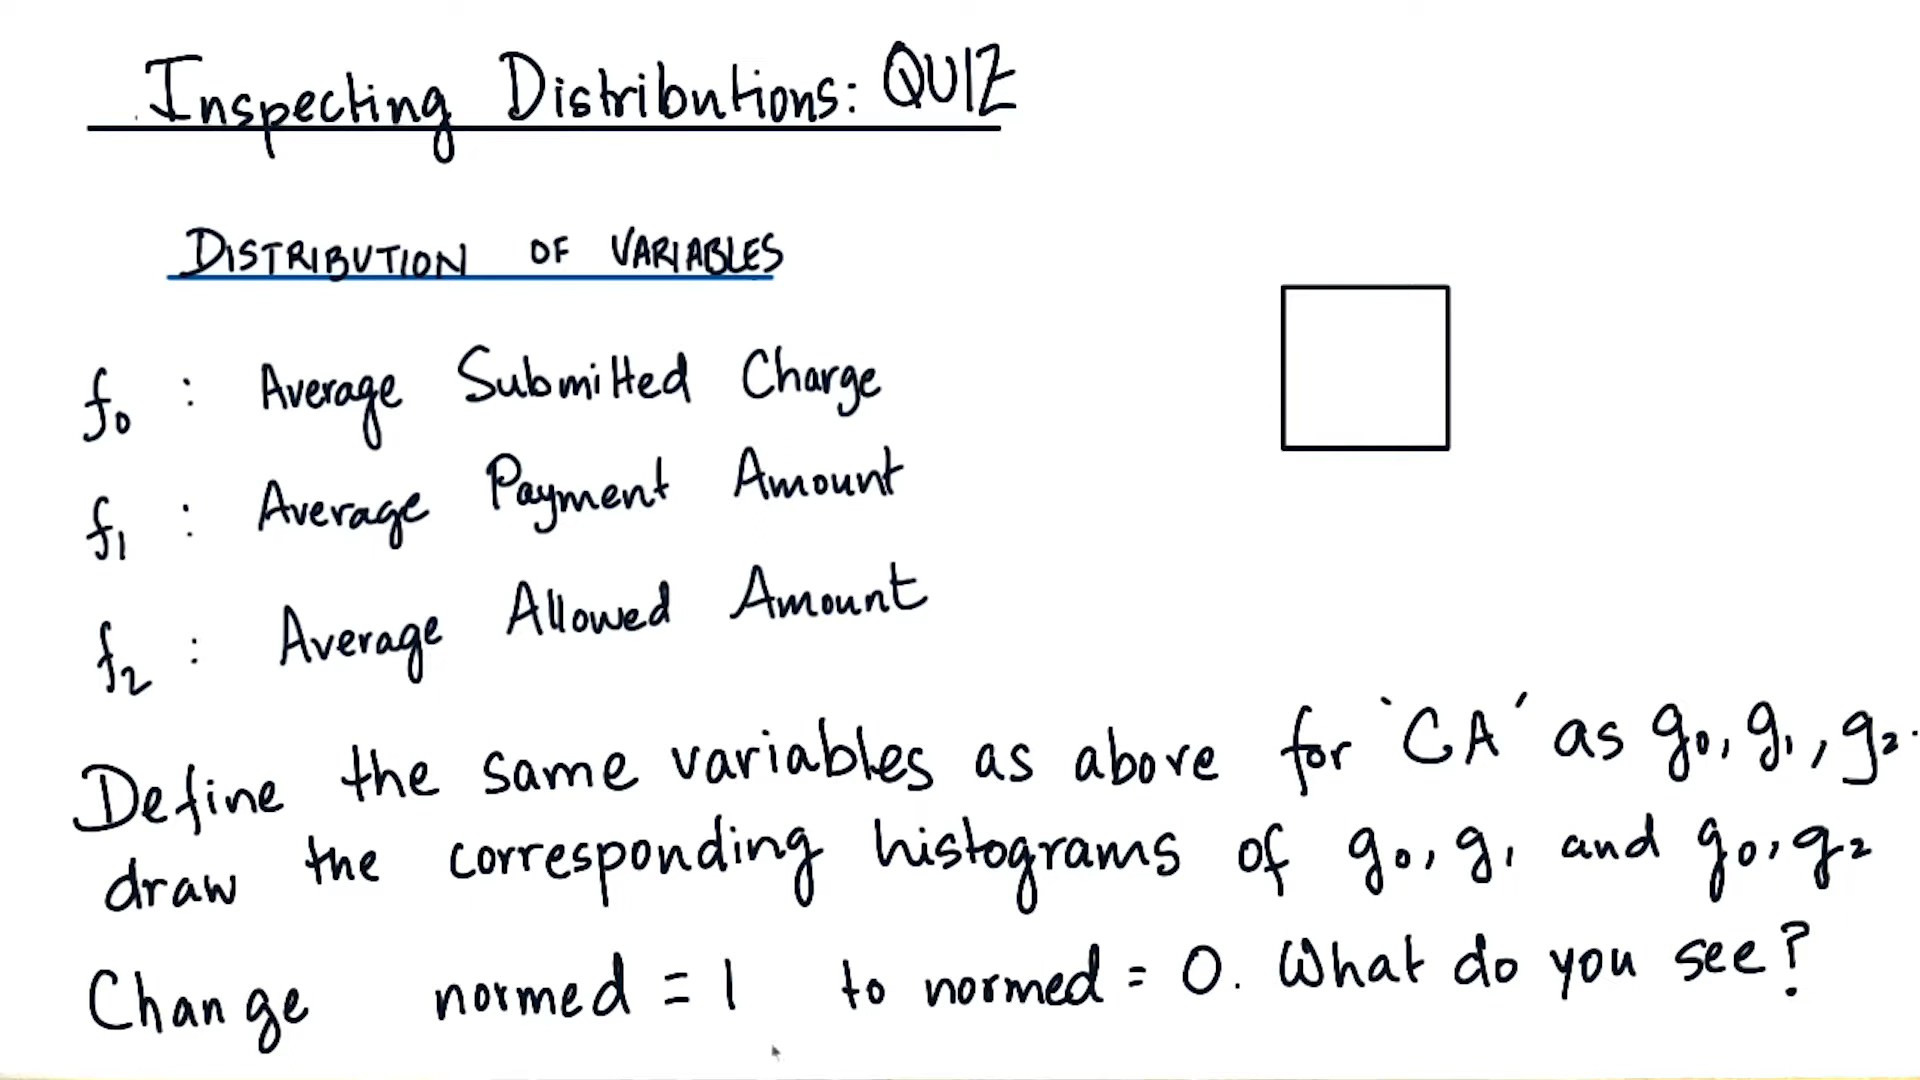 Inspecting Distributions: QUIZ
DISTRIBUTION OF VARIABLES
f₀ : Average Submitted Charge
f₁ : Average Payment Amount
f₂ : Average Allowed Amount
Define the same variables as above for `CA´ as g₀, g₁, g₂.
draw the corresponding histograms of g₀, g₁ and g₀, g₂
Change normed = 1 to normed = 0. What do you see?